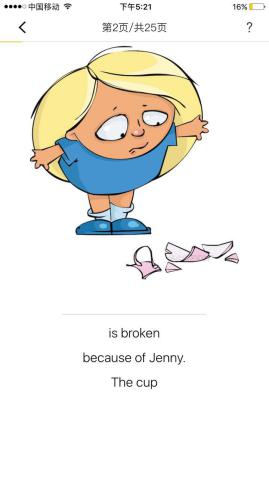 中国移动 下午5:21 16%
第2页/共25页 ?
is broken
because of Jenny.
The cup